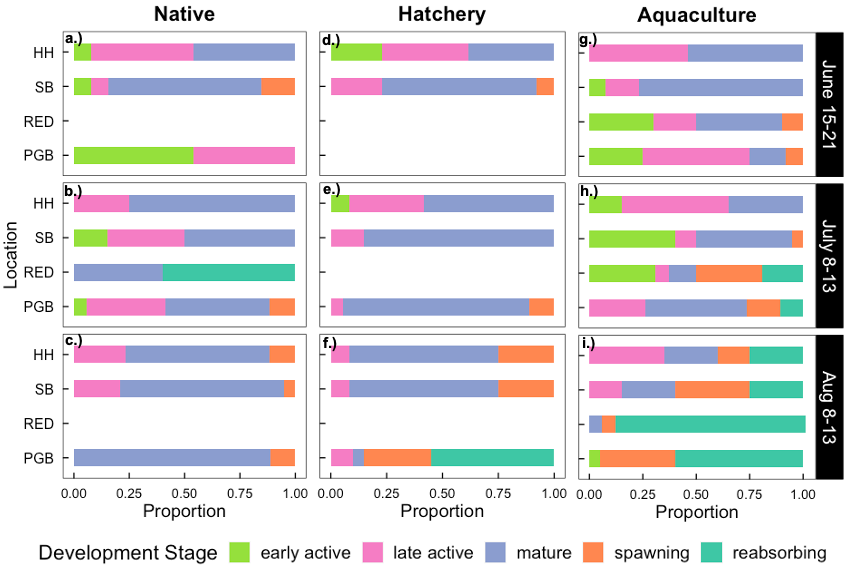 Native Hatchery Aquaculture
a.) d.) g.)
HH
SB
RED
PGB
June 15-21
b.) e.) h.)
HH
SB
RED
PGB
July 8-13
c.) f.) i.)
HH
SB
RED
PGB
Aug 8-13
Location
0.00 0.25 0.50 0.75 1.00 0.00 0.25 0.50 0.75 1.00 0.00 0.25 0.50 0.75 1.00
Proportion Proportion Proportion
Development Stage early active late active mature spawning reabsorbing